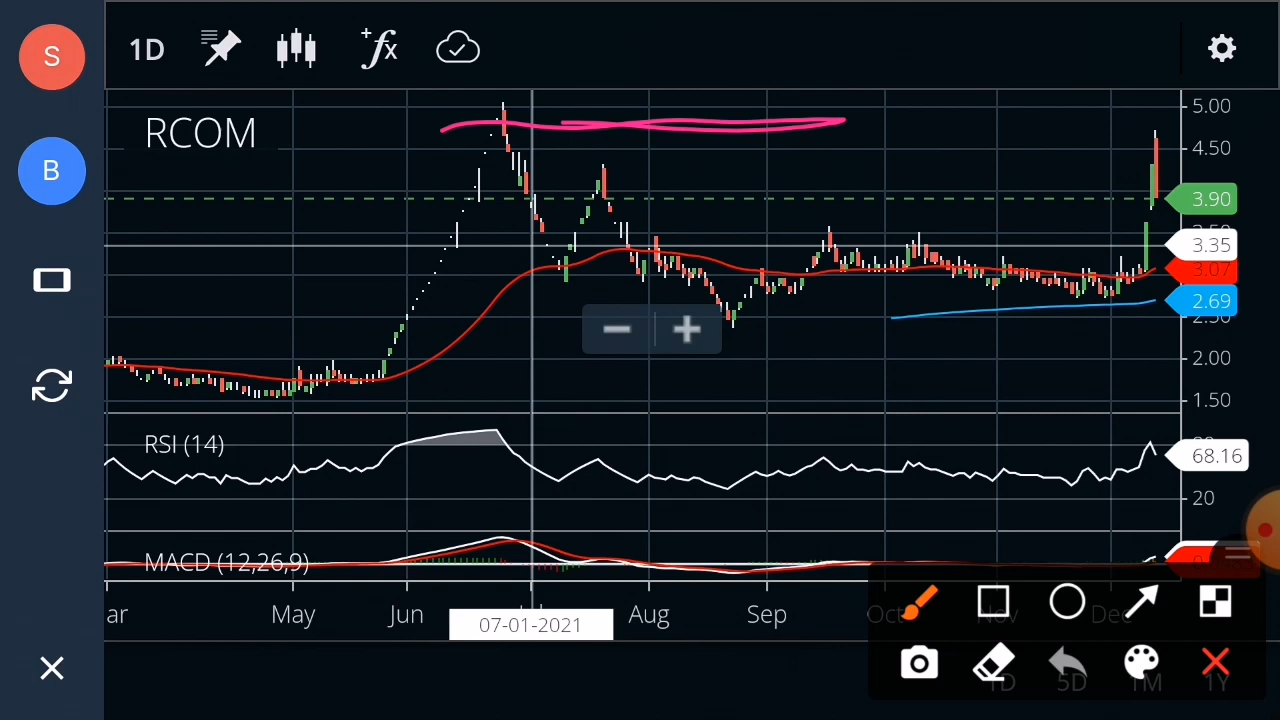 S
1D
fx
B
RCOM
5.00
4.50
3.90
3.35
3.07
2.69
2.50
2.00
1.50
RSI (14)
68.16
20
MACD (12,26,9)
ar
May
Jun
07-01-2021
Aug
Sep
Oct
Nov
Dec
1D
5D
1M
1Y